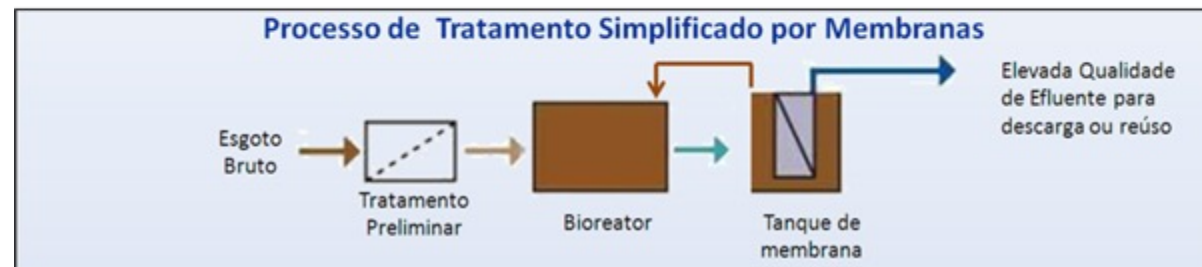 Processo de Tratamento Simplificado por Membranas
Esgoto
Bruto
Tratamento
Preliminar
Bioreator
Tanque de
membrana
Elevada Qualidade
de Efluente para
descarga ou reúso